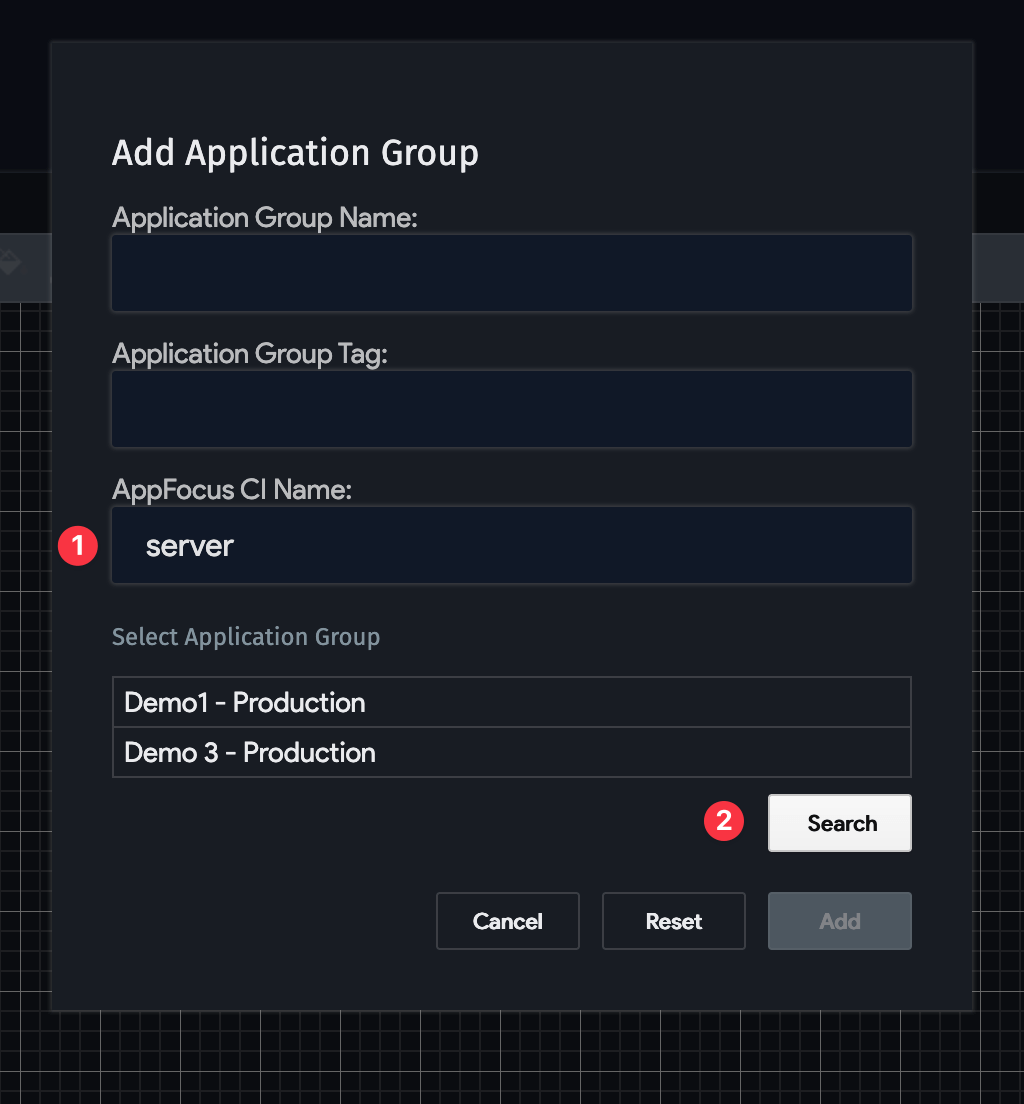 Add Application Group
Application Group Name:
Application Group Tag:
AppFocus CI Name:
1 server
Select Application Group
Demo1 - Production
Demo 3 - Production
2 Search
Cancel Reset Add